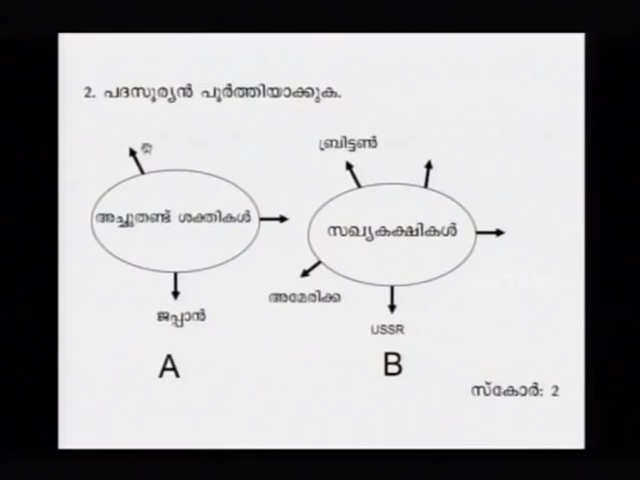 2. പദസൂര്യൻ പൂർത്തിയാക്കുക.
ബ്രിട്ടൺ
അച്ചുതണ്ട് ശക്തികൾ
സഖ്യകക്ഷികൾ
അമേരിക്ക
ജപ്പാൻ
USSR
A
B
സ്കോർ: 2